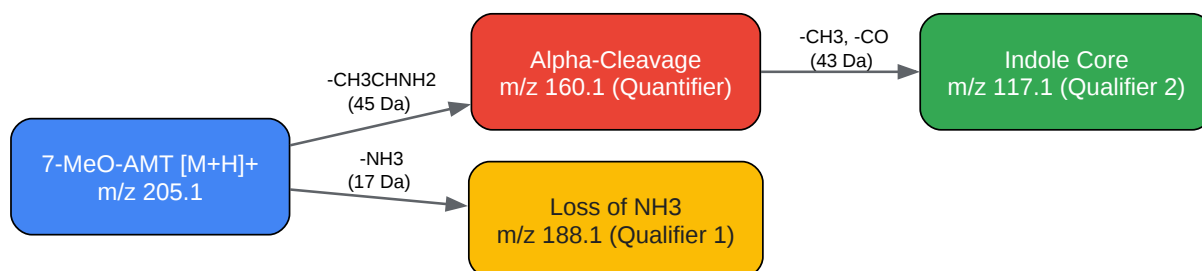 7-MeO-AMT [M+H]+
m/z 205.1
-CH3CHNH2
(45 Da)
-NH3
(17 Da)
Alpha-Cleavage
m/z 160.1 (Quantifier)
Loss of NH3
m/z 188.1 (Qualifier 1)
-CH3, -CO
(43 Da)
Indole Core
m/z 117.1 (Qualifier 2)